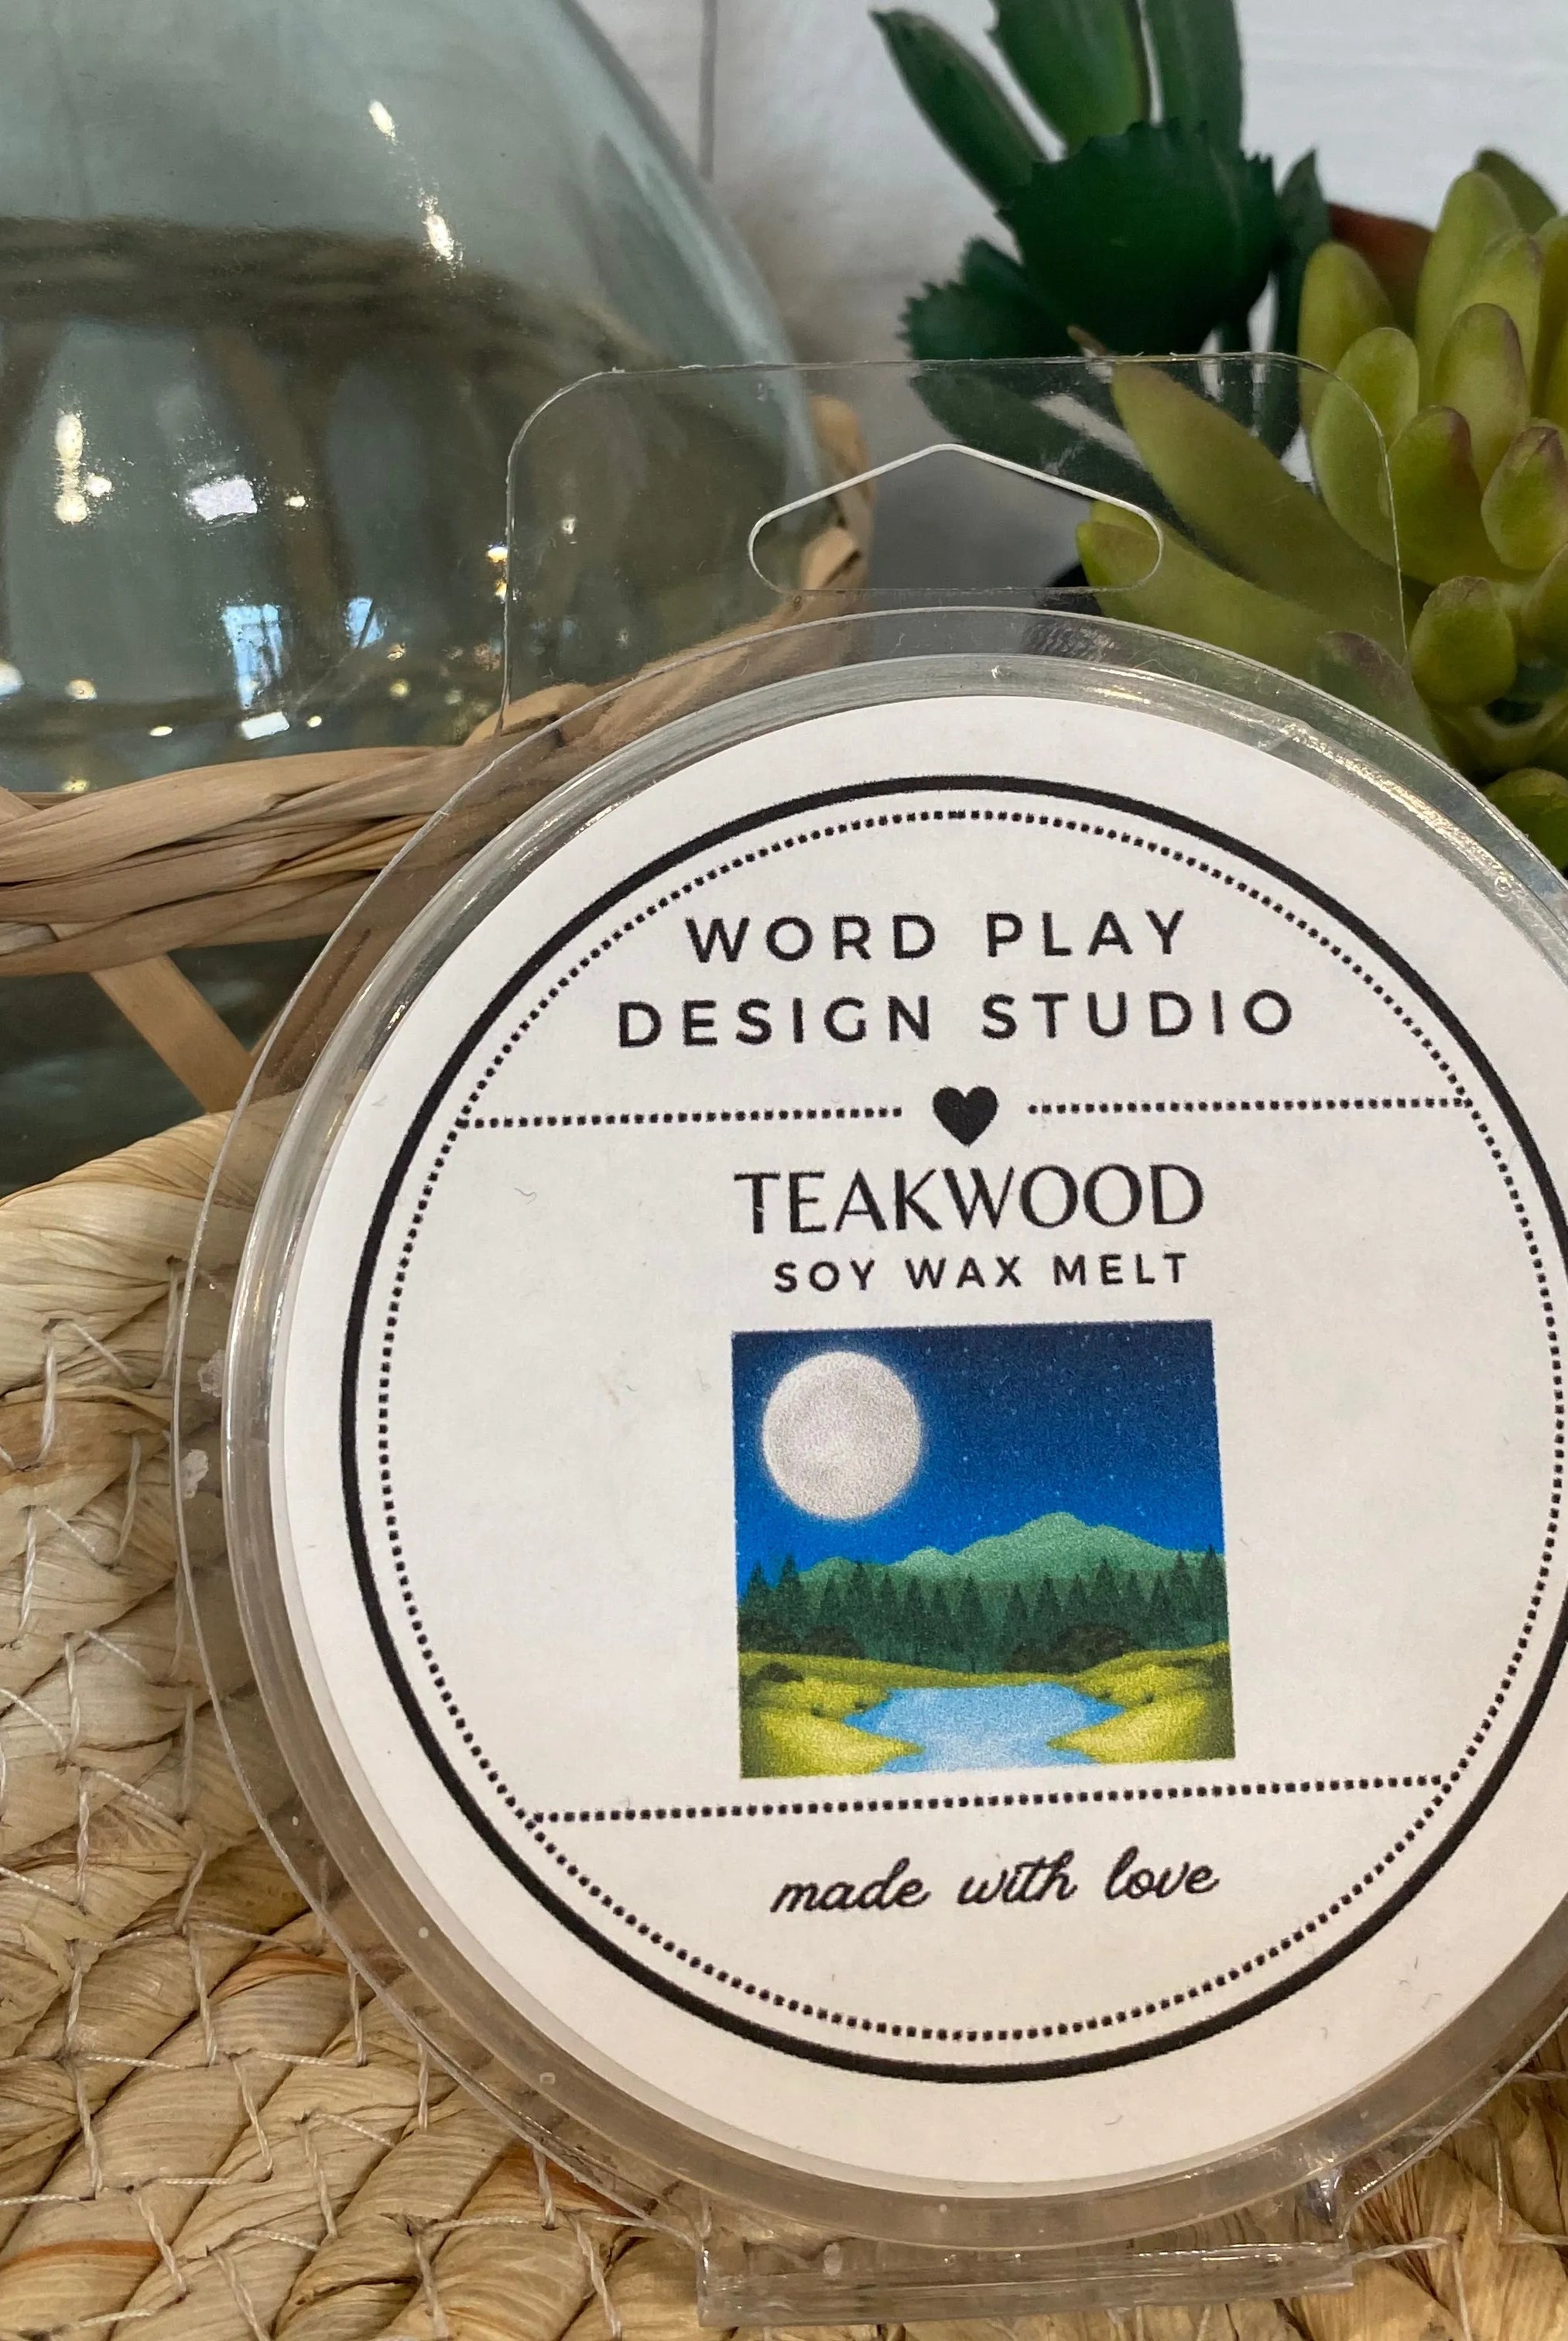 WORD PLAY
DESIGN STUDIO
TEAKWOOD
SOY WAX MELT
made with love